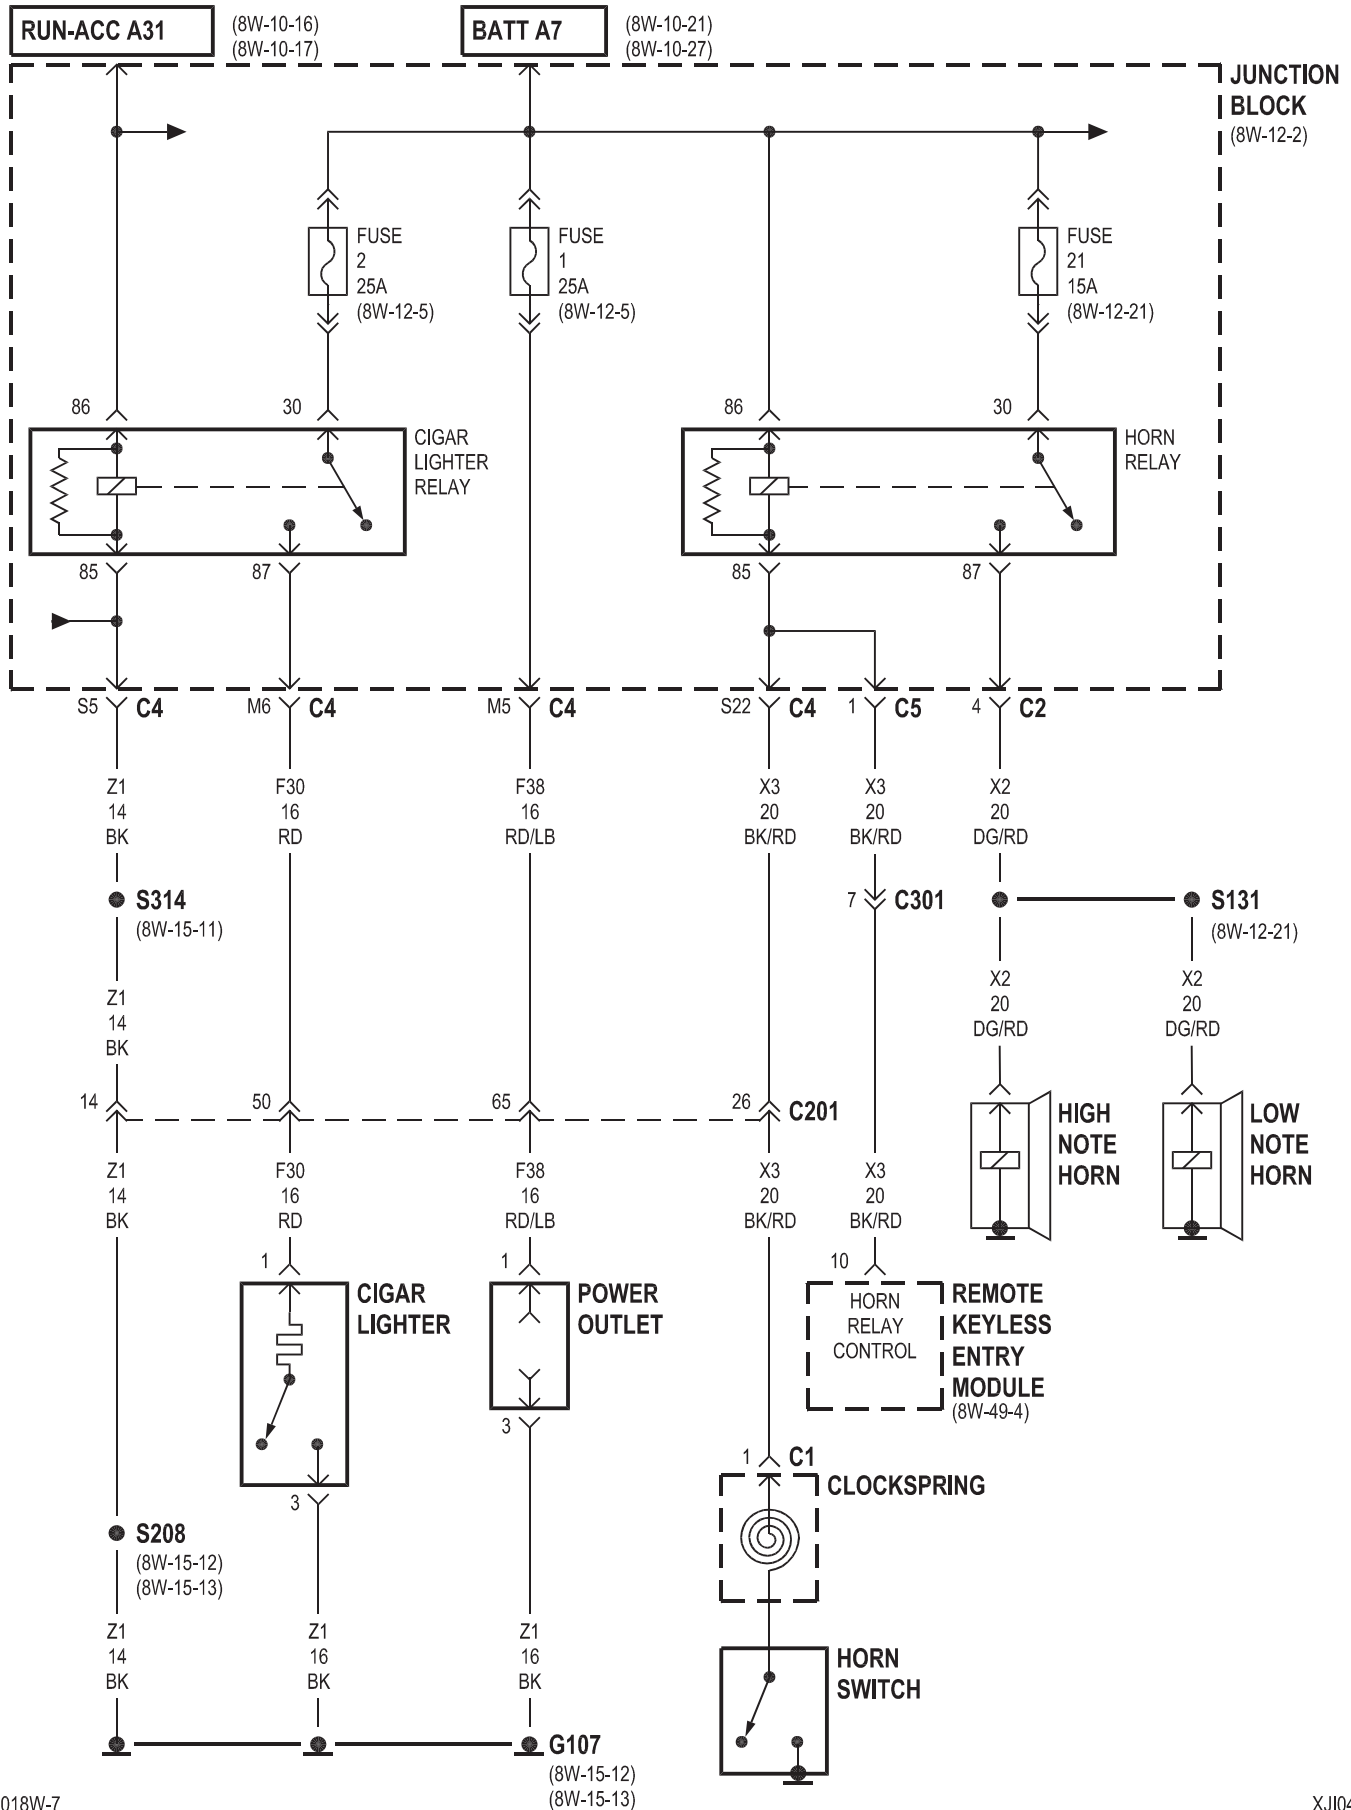 RUN-ACC A31
(8W-10-16)
(8W-10-17)
BATT A7
(8W-10-21)
(8W-10-27)
JUNCTION
BLOCK
(8W-12-2)
FUSE
2
25A
(8W-12-5)
FUSE
1
25A
(8W-12-5)
FUSE
21
15A
(8W-12-21)
86
30
CIGAR
LIGHTER
RELAY
85
87
86
30
HORN
RELAY
85
87
S5 C4
M6 C4
M5 C4
S22 C4
1 C5
4 C2
Z1
14
BK
F30
16
RD
F38
16
RD/LB
X3
20
BK/RD
X3
20
BK/RD
X2
20
DG/RD
S314
(8W-15-11)
7 C301
S131
(8W-12-21)
Z1
14
BK
X2
20
DG/RD
X2
20
DG/RD
14
50
65
26 C201
HIGH
NOTE
HORN
LOW
NOTE
HORN
Z1
14
BK
F30
16
RD
F38
16
RD/LB
X3
20
BK/RD
X3
20
BK/RD
1
CIGAR
LIGHTER
3
1
POWER
OUTLET
3
10
HORN
RELAY
CONTROL
REMOTE
KEYLESS
ENTRY
MODULE
(8W-49-4)
1 C1
CLOCKSPRING
S208
(8W-15-12)
(8W-15-13)
Z1
14
BK
Z1
16
BK
Z1
16
BK
HORN
SWITCH
G107
(8W-15-12)
(8W-15-13)
018W-7
XJI04